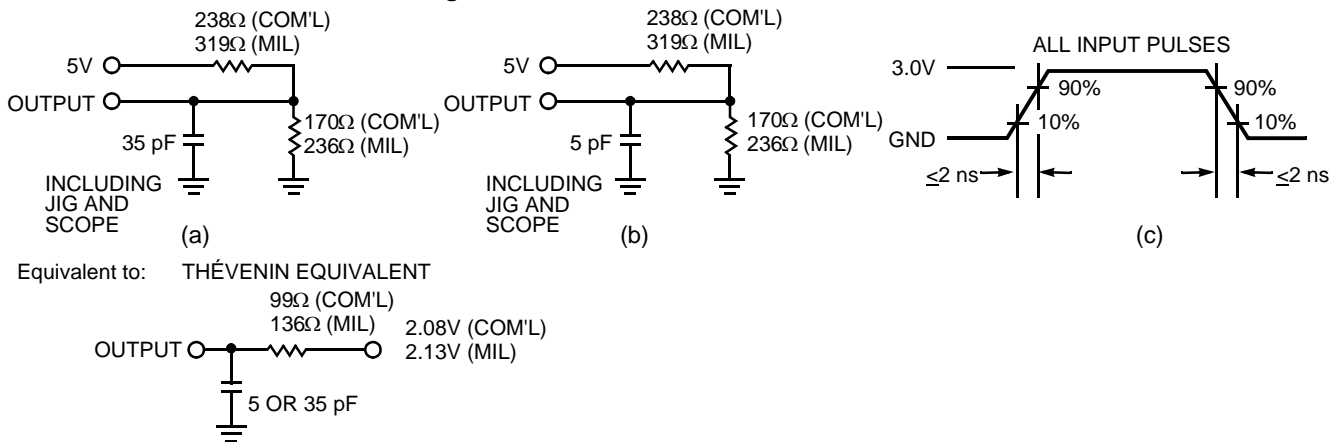 238Ω (COM'L)
319Ω (MIL)
5V
OUTPUT
35 pF
170Ω (COM'L)
236Ω (MIL)
INCLUDING
JIG AND
SCOPE
(a)
238Ω (COM'L)
319Ω (MIL)
5V
OUTPUT
5 pF
170Ω (COM'L)
236Ω (MIL)
INCLUDING
JIG AND
SCOPE
(b)
ALL INPUT PULSES
3.0V
90%
10%
GND
90%
10%
≤2 ns
≤2 ns
(c)
Equivalent to: THÉVENIN EQUIVALENT
99Ω (COM'L)
136Ω (MIL)
OUTPUT
2.08V (COM'L)
2.13V (MIL)
5 OR 35 pF